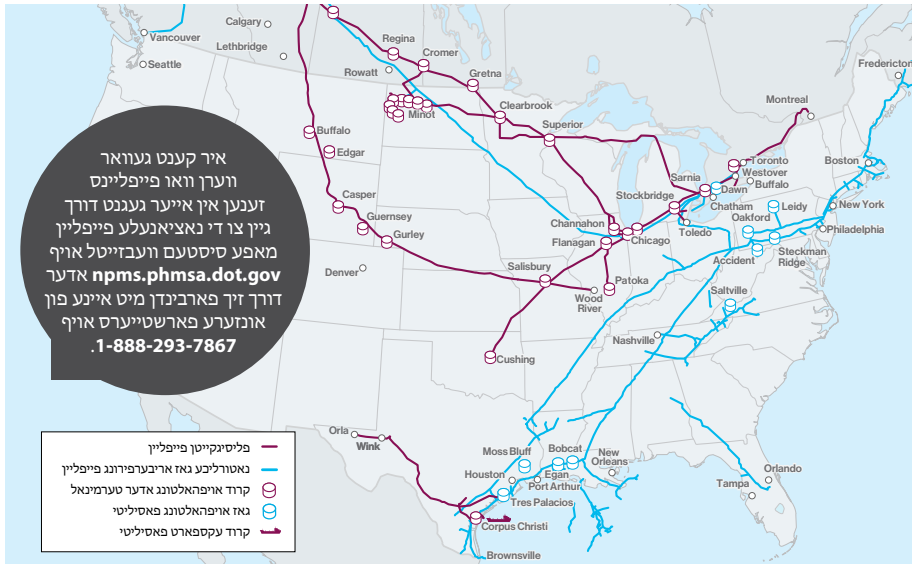 Calgary
Vancouver
Lethbridge
Seattle
Regina
Cromer
Rowatt
Gretna
Fredericton
Clearbrook
Minot
Superior
Montreal
Buffalo
Edgar
Toronto
Westover
Boston
Sarnia
Buffalo
Dawn
Stockbridge
Chatham
Leidy
New York
Casper
Oakford
Guernsey
Channahon
Toledo
Philadelphia
Gurley
Flanagan
Chicago
Accident
Steckman
Ridge
Denver
Salisbury
Patoka
Wood
River
Saltville
Nashville
Cushing
איר קענט געוואר
ווערן וואו פייפליינס
זענען אין אייער געגנט דורך
גיין צו די נאציאנעלע פייפליין
מאפע סיסטעם וועבזייטל אויף
npms.phmsa.dot.gov אדער
דורך זיך פארבינדן מיט איינע פון
אונזערע פארשטייערס אויף
1-888-293-7867.
Orla
Wink
Moss Bluff
Bobcat
New
Orleans
Houston
Egan
Port Arthur
Orlando
Tampa
Tres Palacios
Corpus Christi
Brownsville
פליסיגקייטן פייפליין
נאטורליכע גאז אריבערפירונג פייפליין
קרוד אויפהאלטונג אדער טערמינאל
גאז אויפהאלטונג פאסיליטי
קרוד עקספארט פאסיליטי